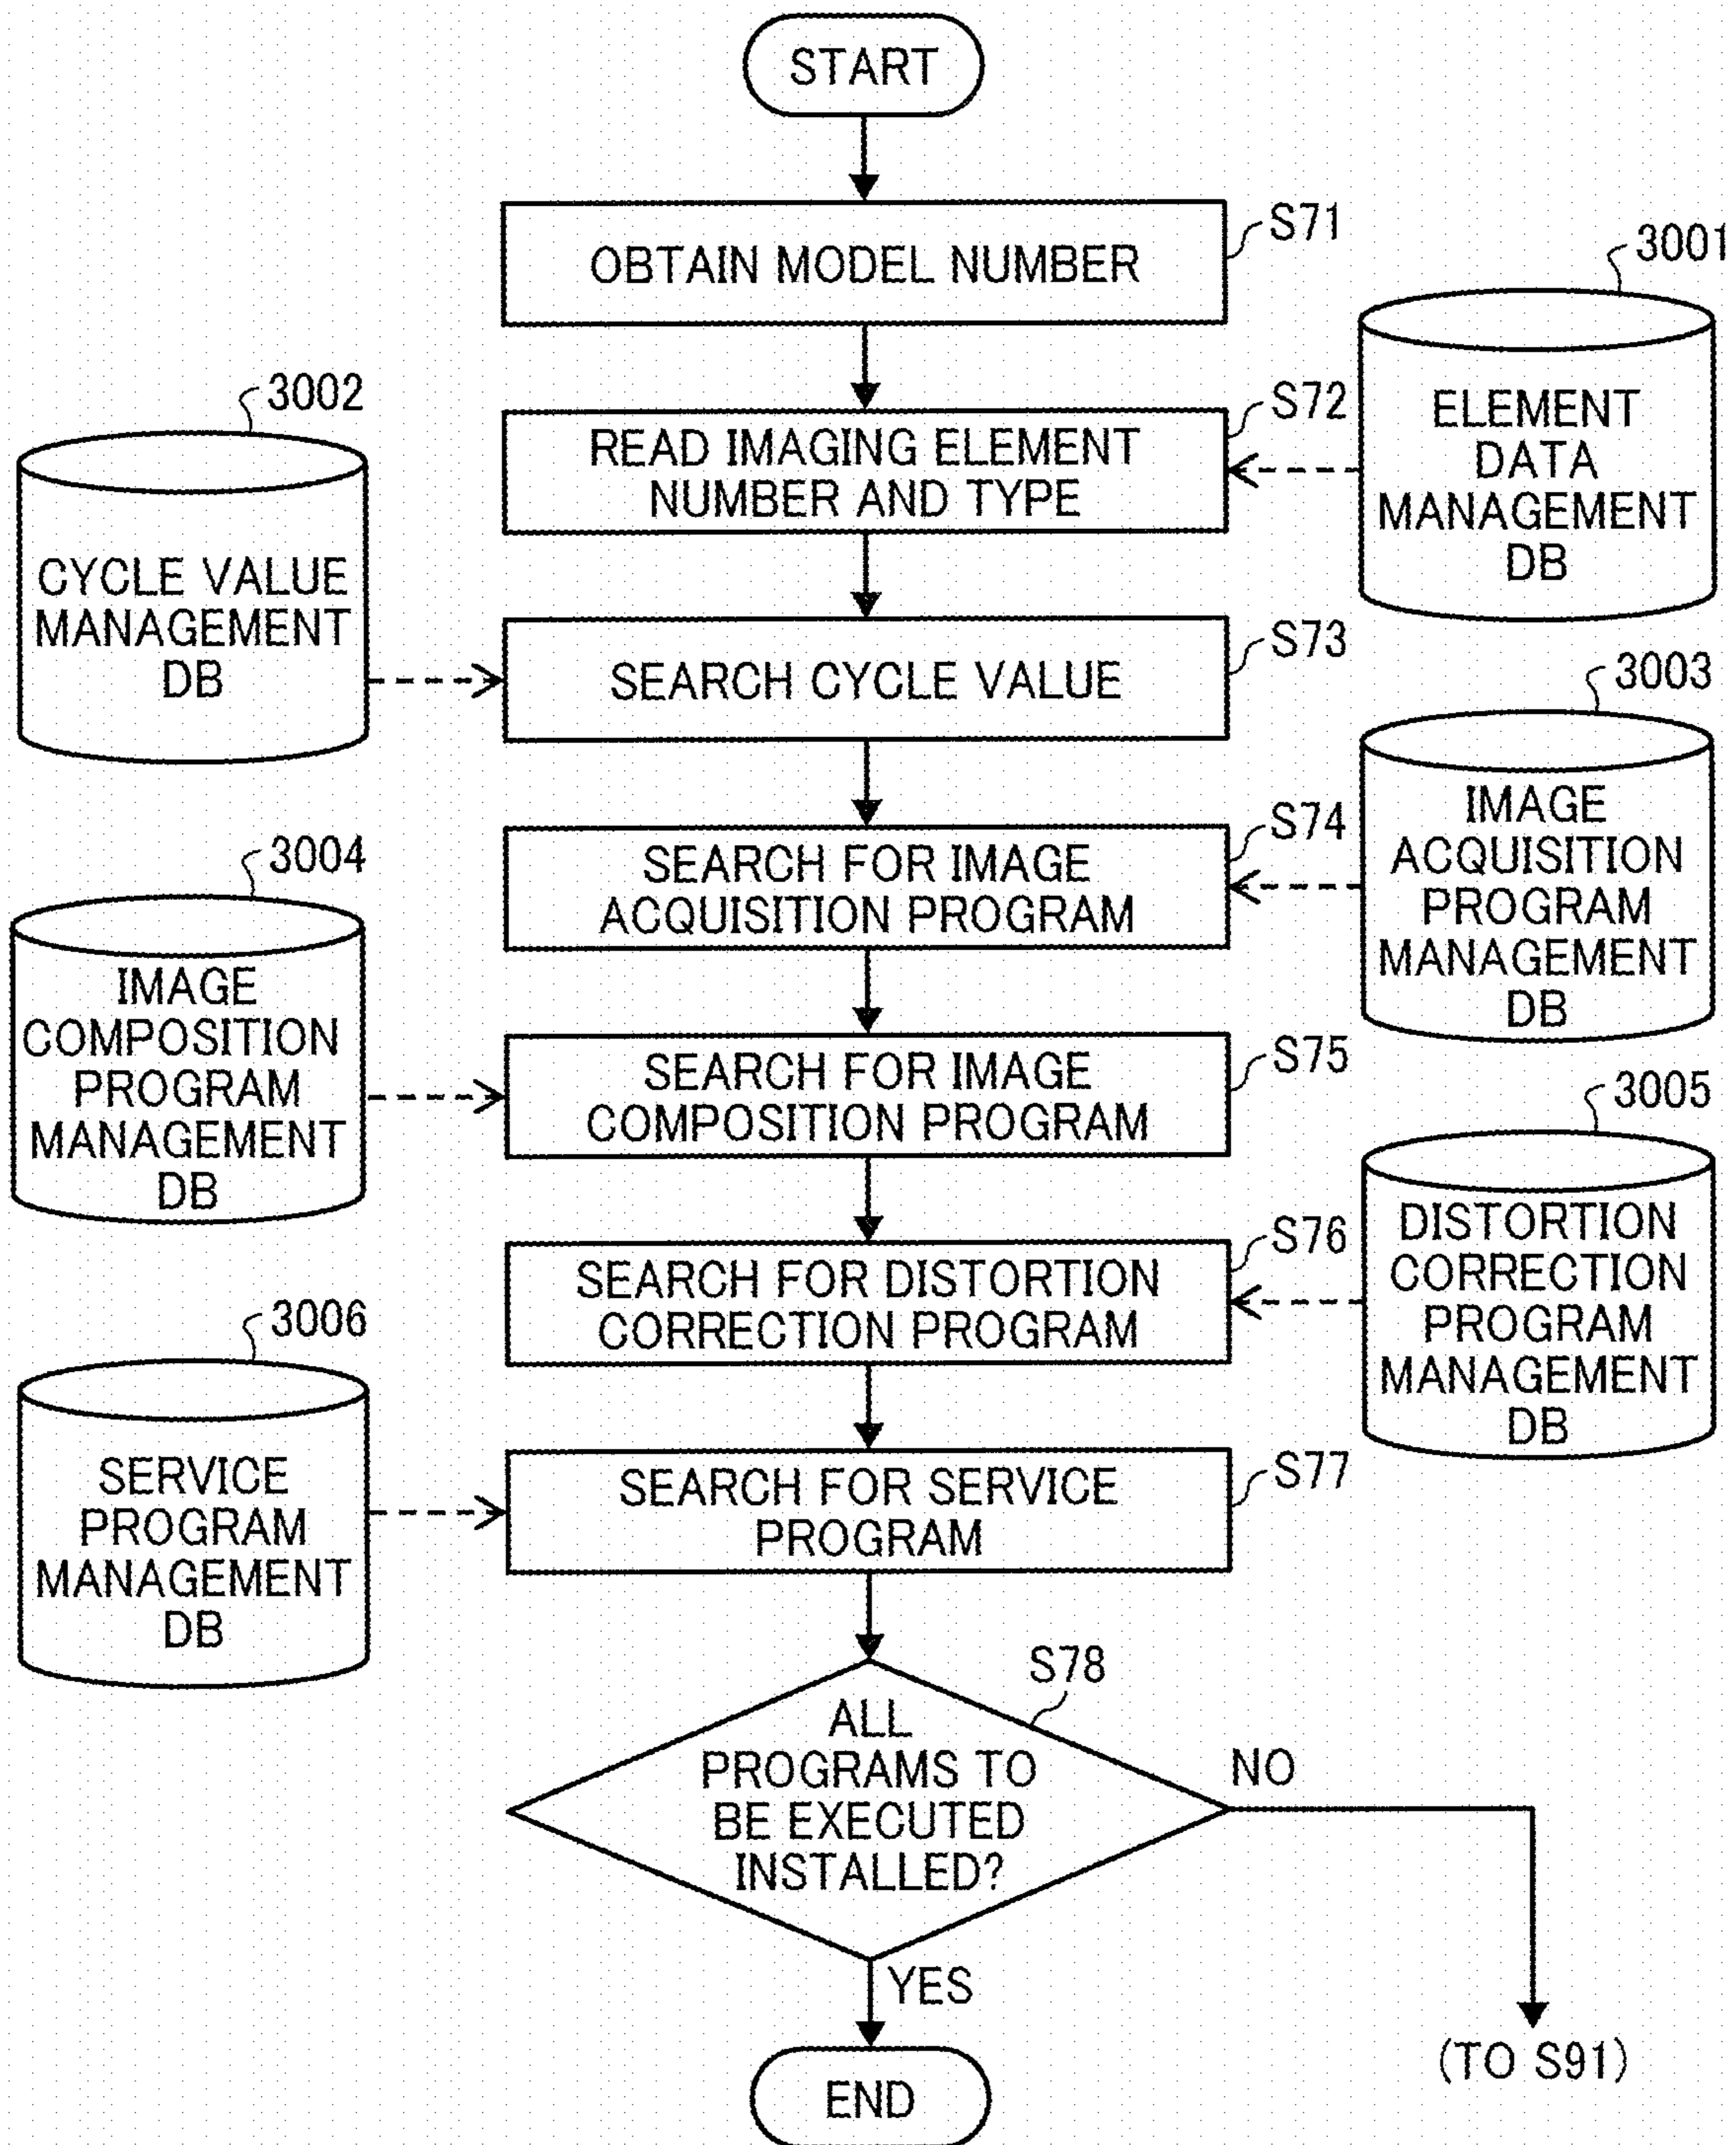 START
S71
OBTAIN MODEL NUMBER
3001
ELEMENT
DATA
MANAGEMENT
DB
S72
READ IMAGING ELEMENT
NUMBER AND TYPE
3002
CYCLE VALUE
MANAGEMENT
DB
S73
SEARCH CYCLE VALUE
3003
IMAGE
ACQUISITION
PROGRAM
MANAGEMENT
DB
S74
SEARCH FOR IMAGE
ACQUISITION PROGRAM
3004
IMAGE
COMPOSITION
PROGRAM
MANAGEMENT
DB
S75
SEARCH FOR IMAGE
COMPOSITION PROGRAM
3005
DISTORTION
CORRECTION
PROGRAM
MANAGEMENT
DB
S76
SEARCH FOR DISTORTION
CORRECTION PROGRAM
3006
SERVICE
PROGRAM
MANAGEMENT
DB
S77
SEARCH FOR SERVICE
PROGRAM
S78
ALL
PROGRAMS TO
BE EXECUTED
INSTALLED?
NO
YES
(TO S91)
END